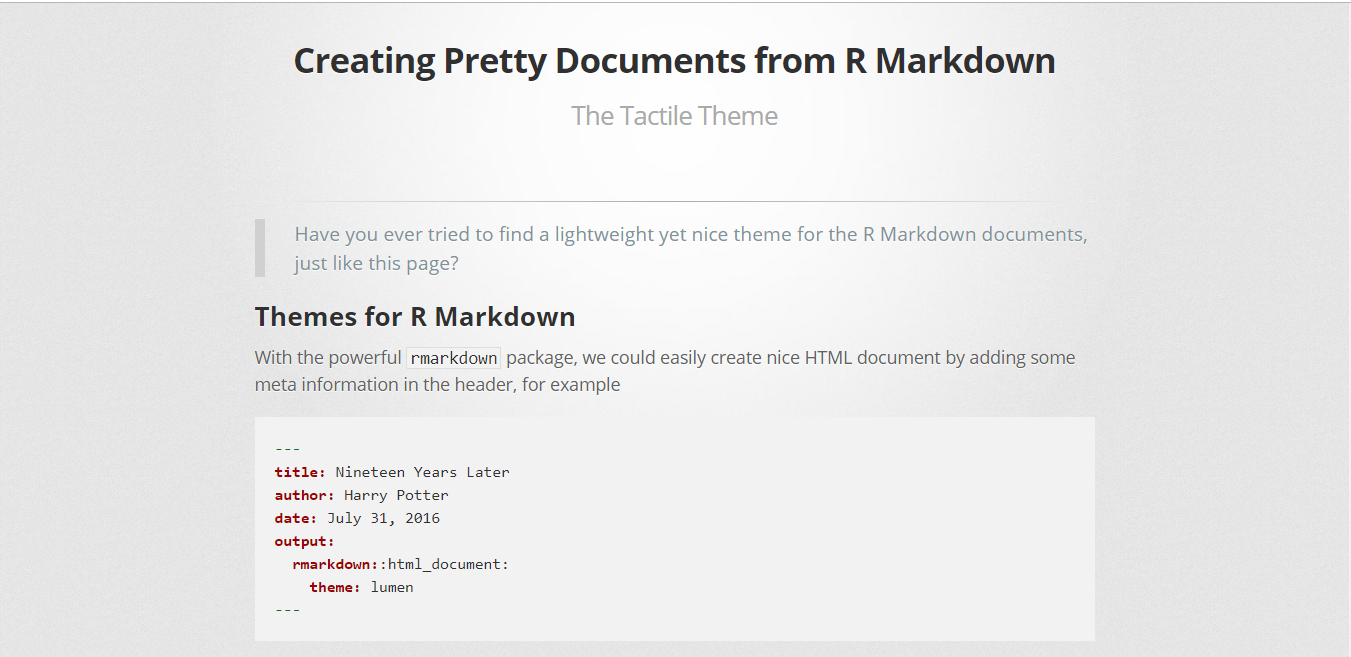 Creating Pretty Documents from R Markdown
The Tactile Theme
Have you ever tried to find a lightweight yet nice theme for the R Markdown documents,
just like this page?
Themes for R Markdown
With the powerful rmarkdown package, we could easily create nice HTML document by adding some
meta information in the header, for example
---
title: Nineteen Years Later
author: Harry Potter
date: July 31, 2016
output:
  rmarkdown::html_document:
    theme: lumen
---